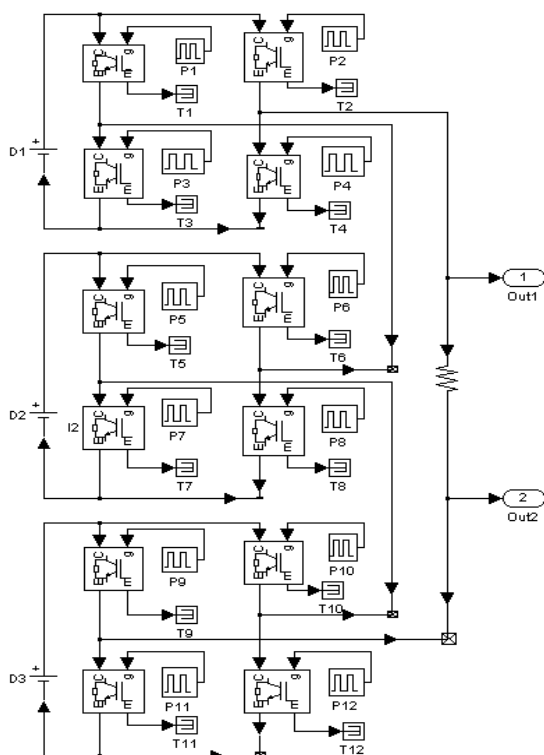 C
g
E
m
P1
T1
C
g
E
m
P2
T2
D1
+
C
g
E
m
P3
T3
C
g
E
m
P4
T4
C
g
E
m
P5
T5
C
g
E
m
P6
T6
1
Out1
D2
+
I2
C
g
E
m
P7
T7
C
g
E
m
P8
T8
2
Out2
C
g
E
m
P9
T9
C
g
E
m
P10
T10
D3
+
C
g
E
m
P11
T11
C
g
E
m
P12
T12